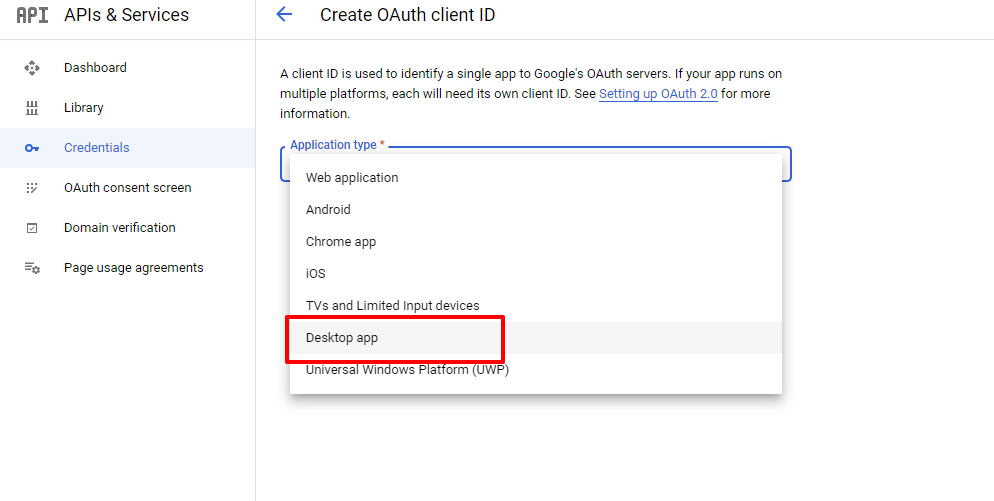 API APIs & Services
Create OAuth client ID
Dashboard
Library
Credentials
OAuth consent screen
Domain verification
Page usage agreements
A client ID is used to identify a single app to Google's OAuth servers. If your app runs on
multiple platforms, each will need its own client ID. See Setting up OAuth 2.0 for more
information.
Application type *
Web application
Android
Chrome app
iOS
TVs and Limited Input devices
Desktop app
Universal Windows Platform (UWP)